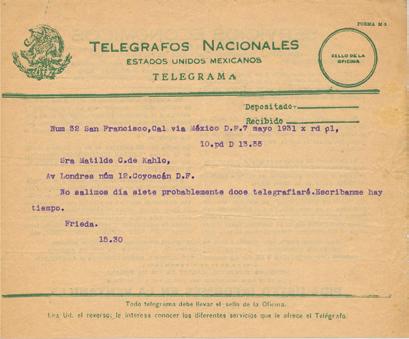 FORMA M-1
TELEGRAFOS NACIONALES
ESTADOS UNIDOS MEXICANOS
TELEGRAMA
SELLO DE LA
OFICINA
Depositado
Recibido
Num 32 San Francisco,Cal via México D.F.7 mayo 1931 x rd pl,
10.pd D 13.55
Sra Matilde C.de Kahlo,
Av Londres núm 12.Coyoacán D.F.
No salimos día siete probablemente doce telegrafiaré.Escribanme hay
tiempo.
Frieda.
15.30
Todo telegrama debe llevar el sello de la Oficina.
Lea Ud. el reverso; le interesa conocer los diferentes servicios que le ofrece el Telégrafo.